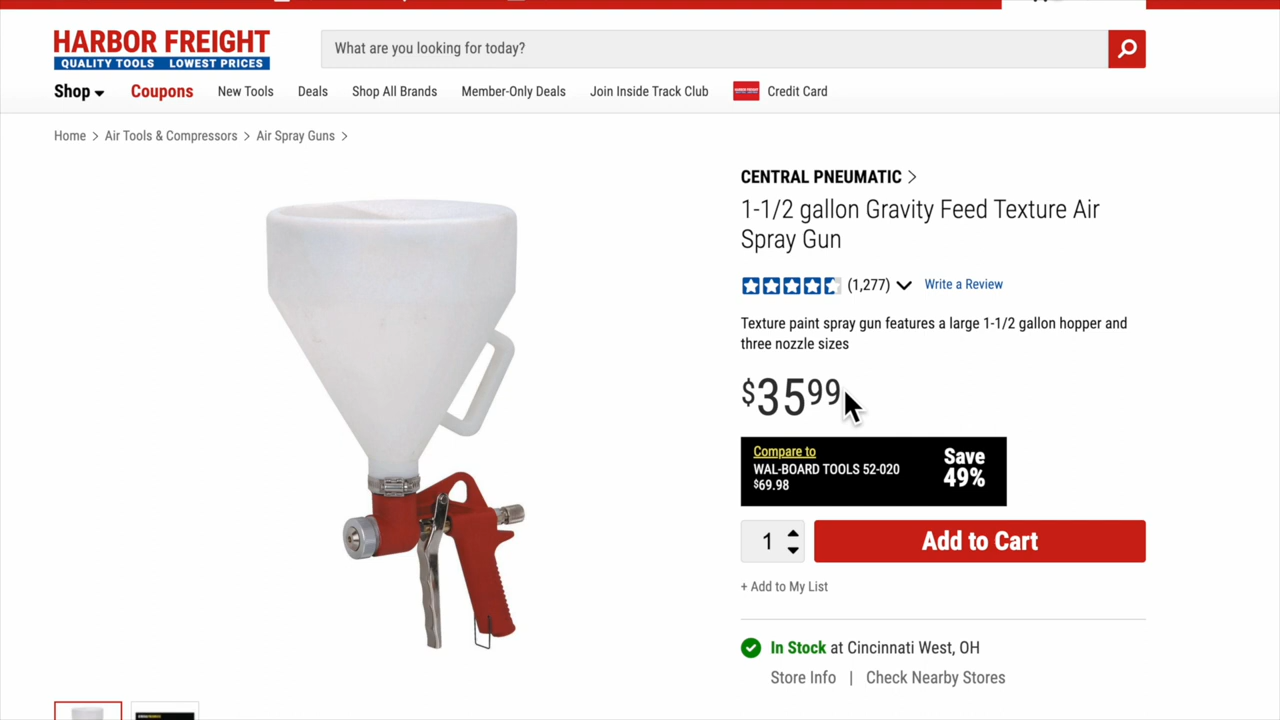 HARBOR FREIGHT
QUALITY TOOLS LOWEST PRICES
What are you looking for today?
Shop
Coupons
New Tools
Deals
Shop All Brands
Member-Only Deals
Join Inside Track Club
Credit Card
Home > Air Tools & Compressors > Air Spray Guns >
CENTRAL PNEUMATIC >
1-1/2 gallon Gravity Feed Texture Air
Spray Gun
(1,277)
Write a Review
Texture paint spray gun features a large 1-1/2 gallon hopper and
three nozzle sizes
$3599
Compare to
WAL-BOARD TOOLS 52-020
$69.98
Save
49%
1
Add to Cart
+ Add to My List
In Stock at Cincinnati West, OH
Store Info | Check Nearby Stores